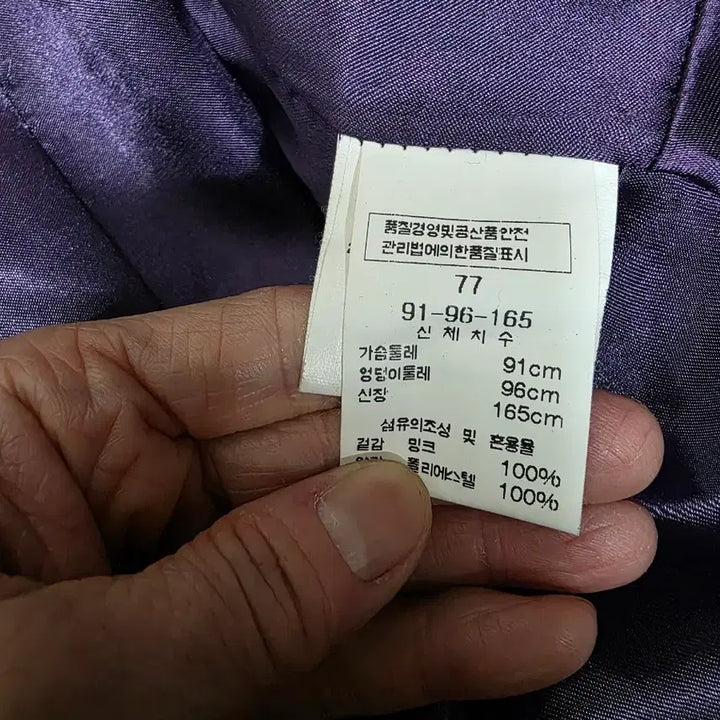 품질경영및공산품안전
관리법에의한품질표시
77
91-96-165
신체치수
가슴둘레 91cm
엉덩이둘레 96cm
신장 165cm
섬유의조성 및 혼용율
겉감 밍크 100%
폴리에스텔 100%